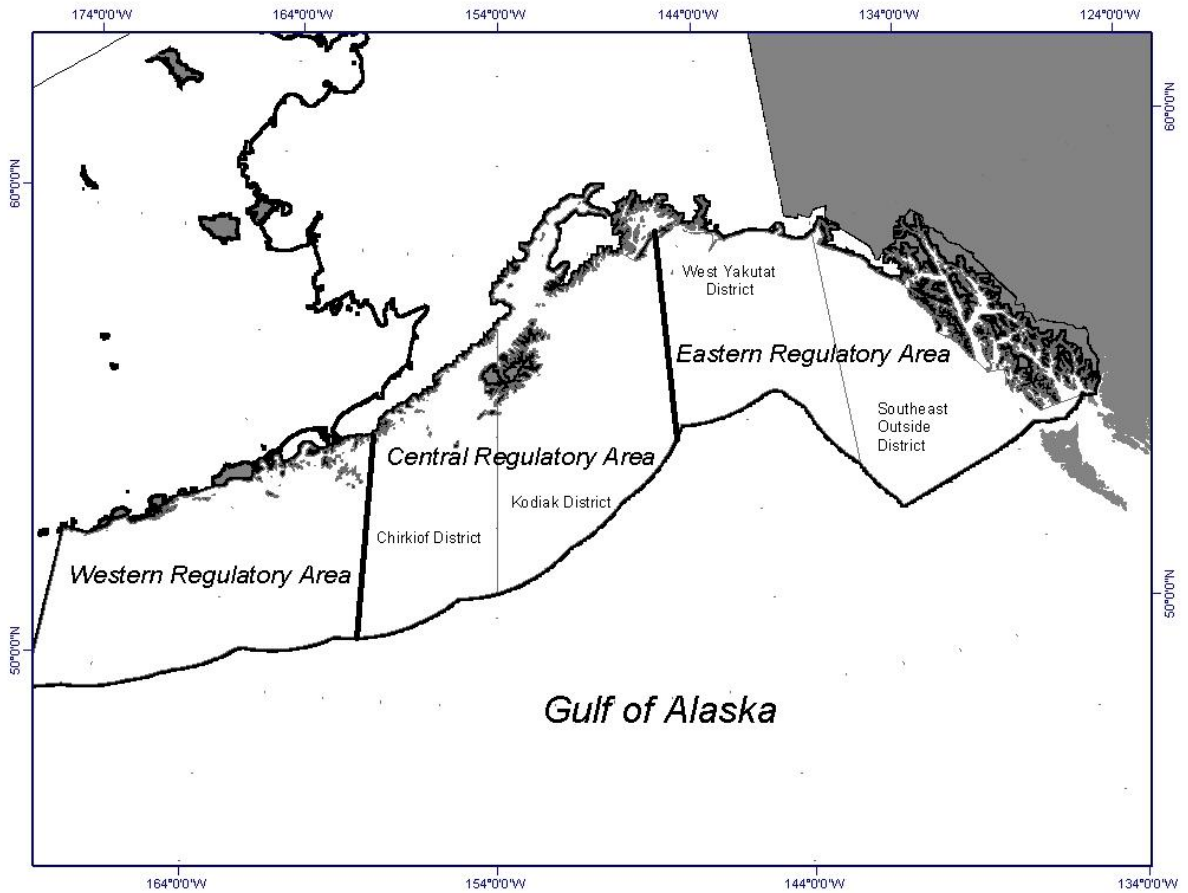 174°0'0"W 164°0'0"W 154°0'0"W 144°0'0"W 134°0'0"W 124°0'0"W
60°0'0"N
60°0'0"N
West Yakutat
District
Eastern Regulatory Area
Southeast
Outside
District
Central Regulatory Area
Kodiak District
Chirkiof District
Western Regulatory Area
50°0'0"N
50°0'0"N
Gulf of Alaska
164°0'0"W 154°0'0"W 144°0'0"W 134°0'0"W